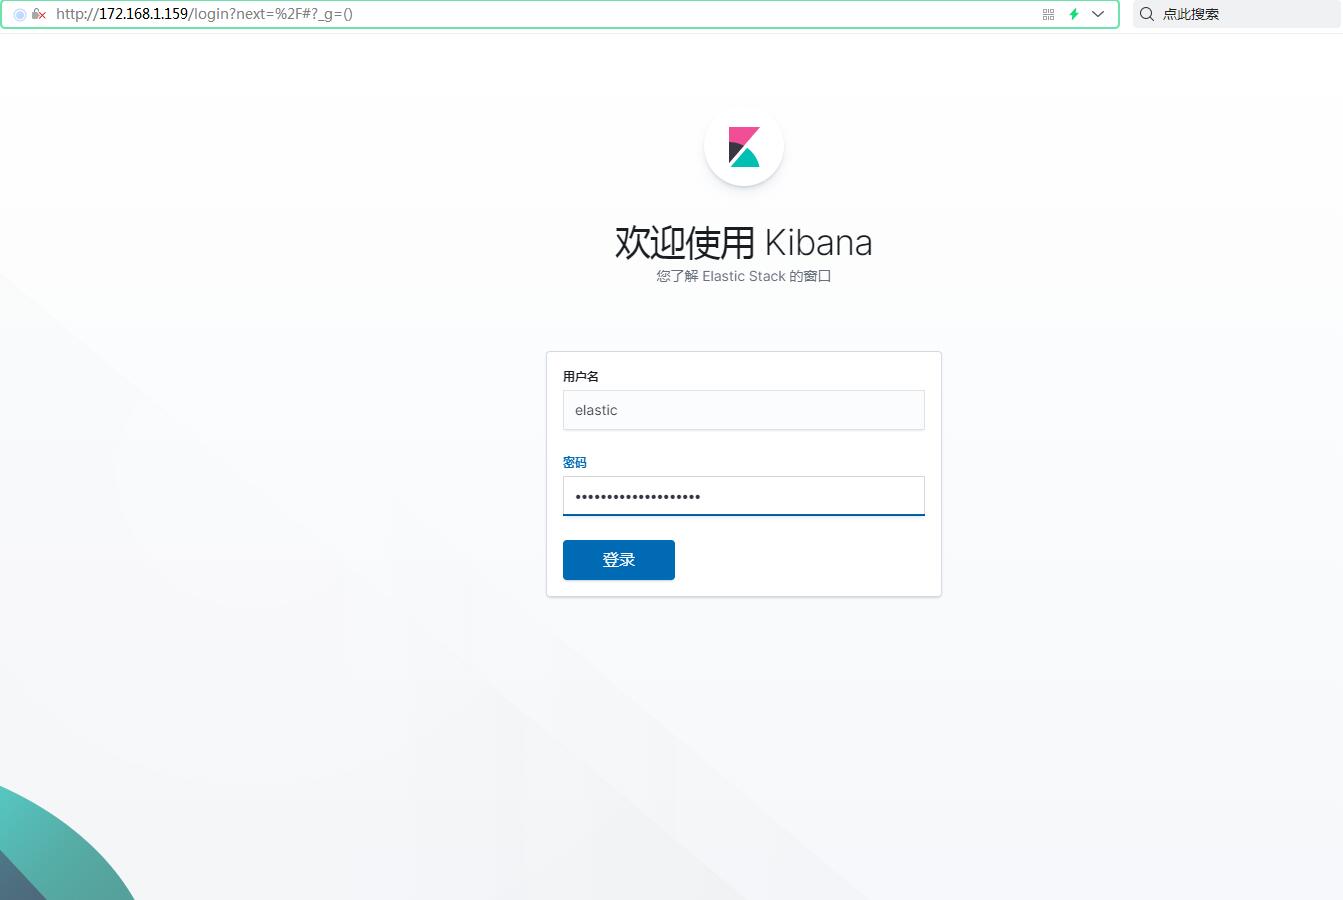 http://172.168.1.159/login?next=%2F#?_g=()
点此搜索
欢迎使用 Kibana
您了解 Elastic Stack 的窗口
用户名
elastic
密码
••••••••••••••••••••
登录